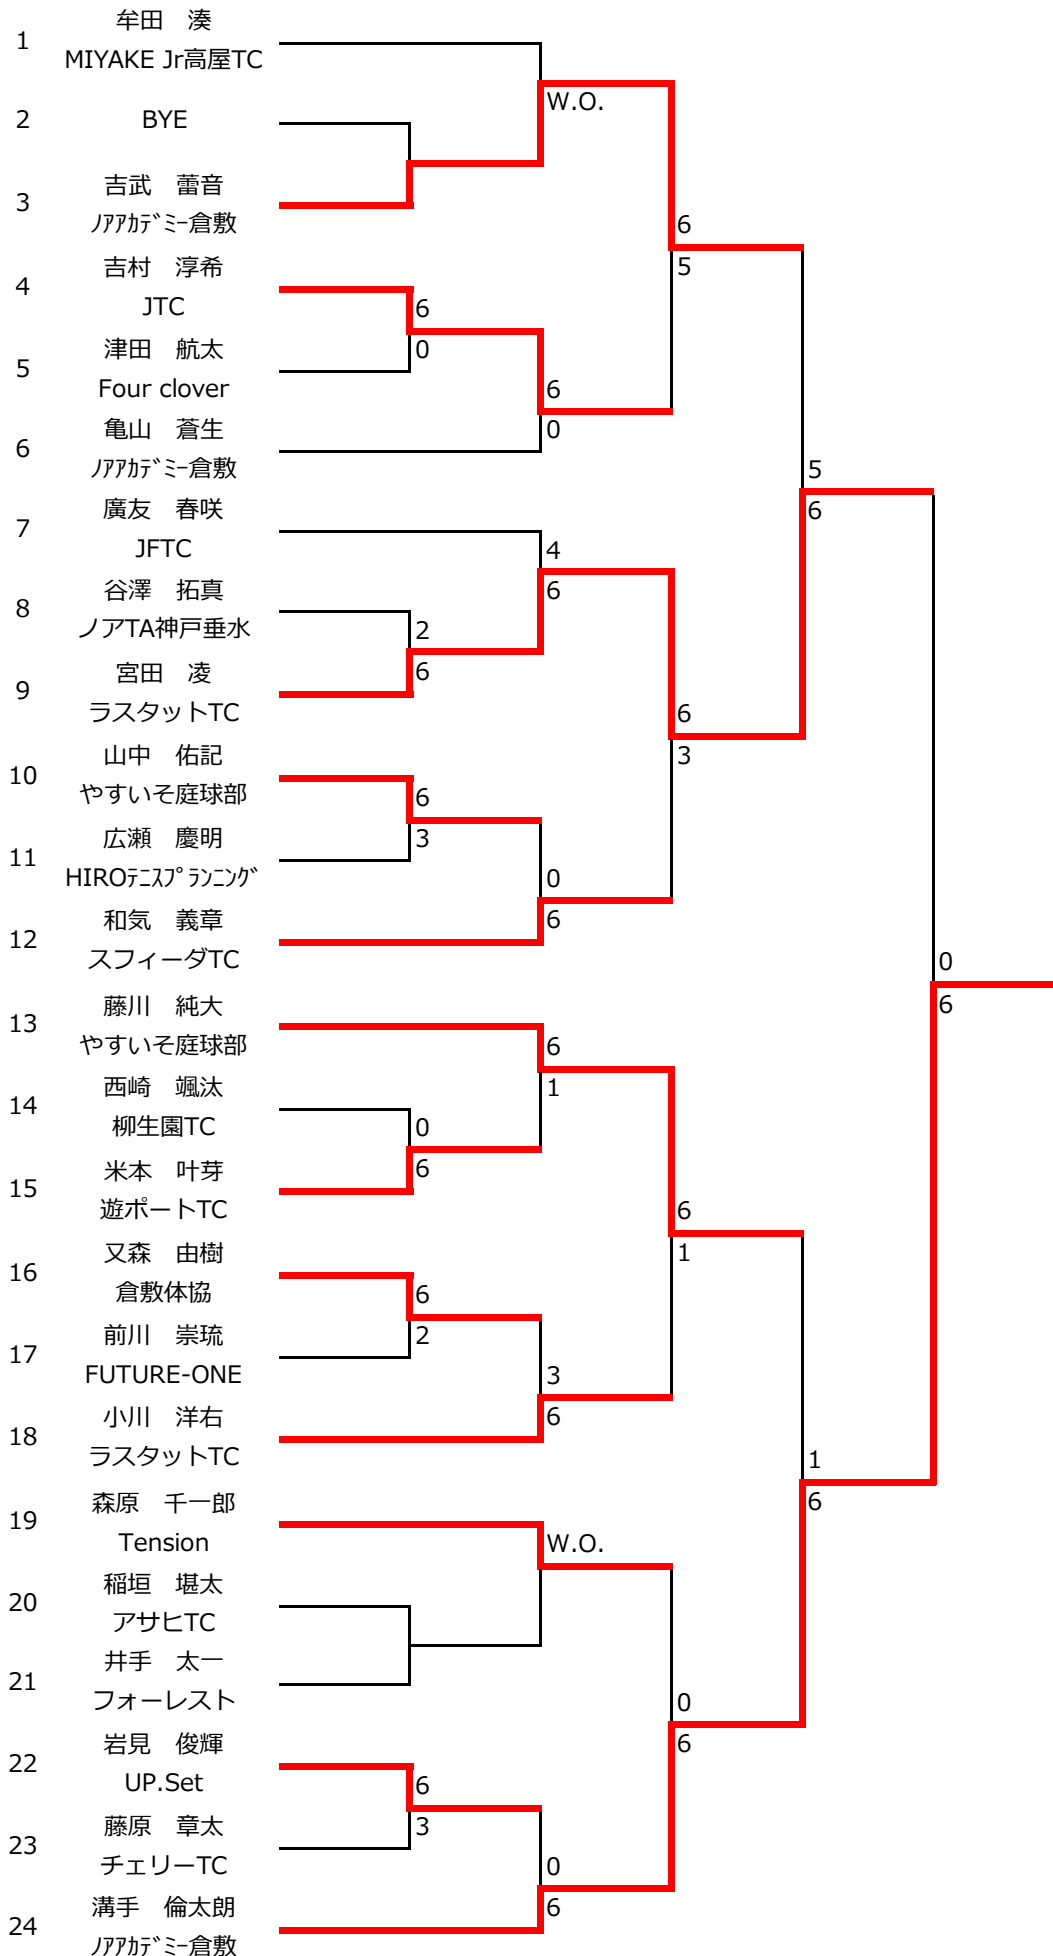 牟田　湊
1
MIYAKE Jr高屋TC
W.O.
2
BYE
吉武　蕾音
3
ﾉｱｱｶﾃﾞﾐｰ倉敷
6
5
吉村　淳希
4
JTC
6
0
津田　航太
5
Four clover
6
0
亀山　蒼生
6
ﾉｱｱｶﾃﾞﾐｰ倉敷
5
6
廣友　春咲
7
JFTC
4
6
谷澤　拓真
8
ノアTA神戸垂水
2
6
宮田　凌
9
ラスタットTC
6
3
山中　佑記
10
やすいそ庭球部
6
3
広瀬　慶明
11
HIROﾃﾆｽﾌﾟﾗﾝﾆﾝｸﾞ
0
6
和気　義章
12
スフィーダTC
0
6
藤川　純大
13
やすいそ庭球部
6
1
西崎　颯汰
14
柳生園TC
0
6
米本　叶芽
15
遊ポートTC
6
1
又森　由樹
16
倉敷体協
6
2
前川　崇琉
17
FUTURE-ONE
3
6
小川　洋右
18
ラスタットTC
1
6
森原　千一郎
19
Tension
W.O.
稲垣　堪太
20
アサヒTC
井手　太一
21
フォーレスト
0
6
岩見　俊輝
22
UP.Set
6
3
藤原　章太
23
チェリーTC
0
6
溝手　倫太朗
24
ﾉｱｱｶﾃﾞﾐｰ倉敷